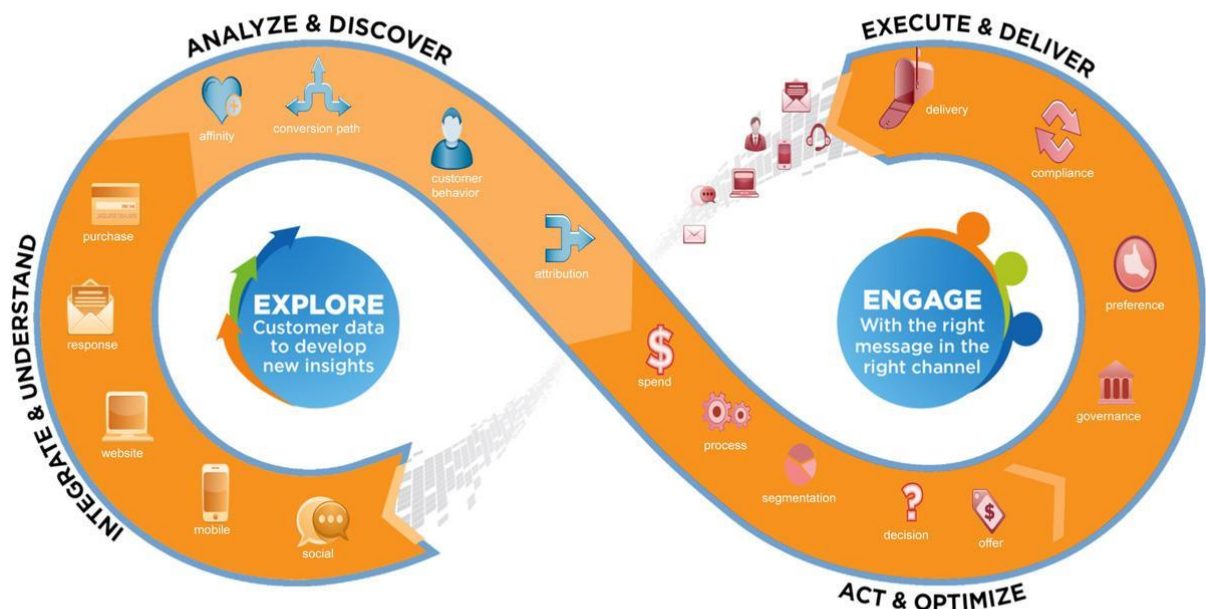 ANALYZE & DISCOVER
EXECUTE & DELIVER
affinity
conversion path
customer
behavior
attribution
delivery
compliance
preference
governance
purchase
response
website
mobile
social
INTEGRATE & UNDERSTAND
EXPLORE
Customer data
to develop
new insights
ENGAGE
With the right
message in the
right channel
spend
process
segmentation
decision
offer
$
$
?
ACT & OPTIMIZE